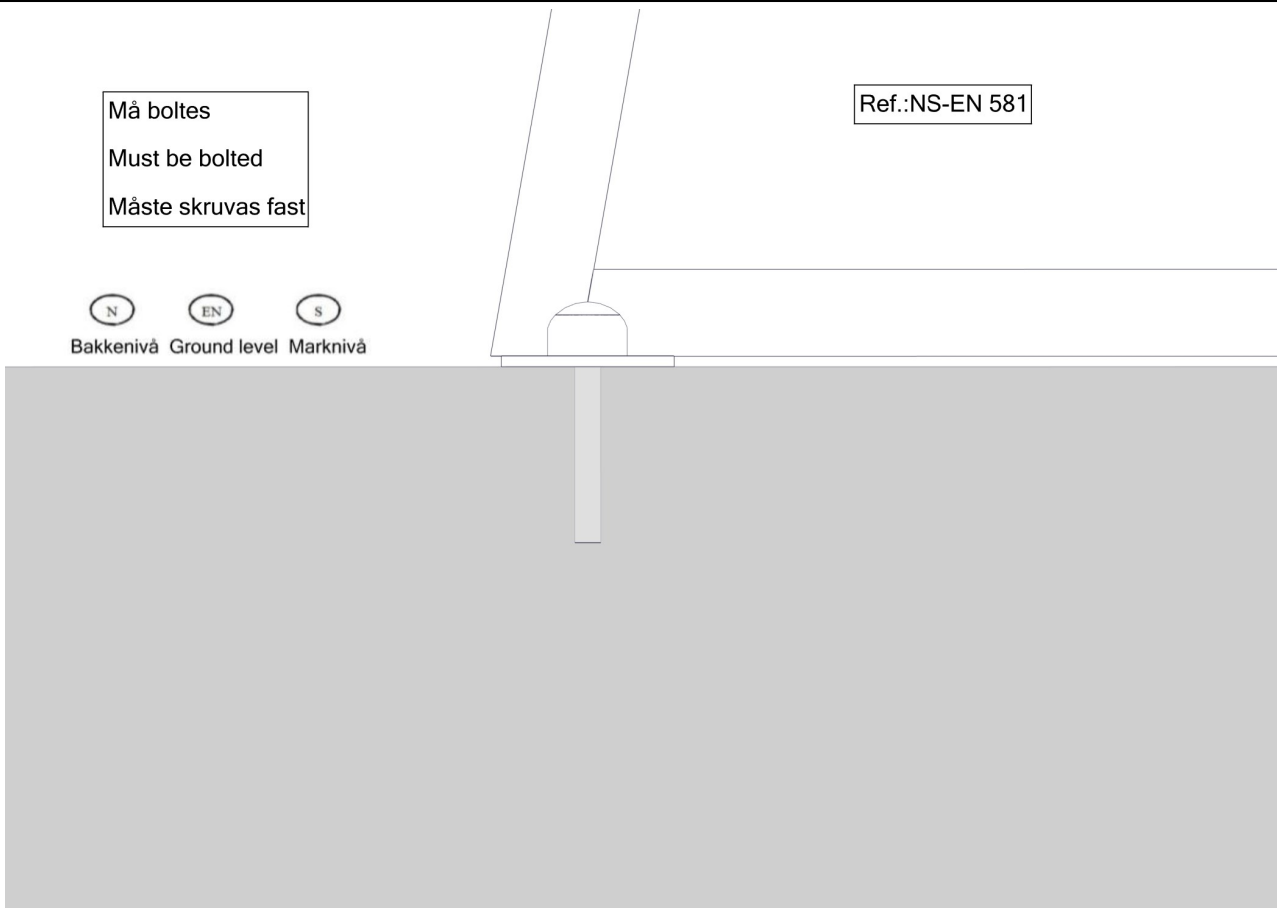 Må boltes
Must be bolted
Måste skruvas fast
Ref.:NS-EN 581
N EN S
Bakkenivå Ground level Marknivå